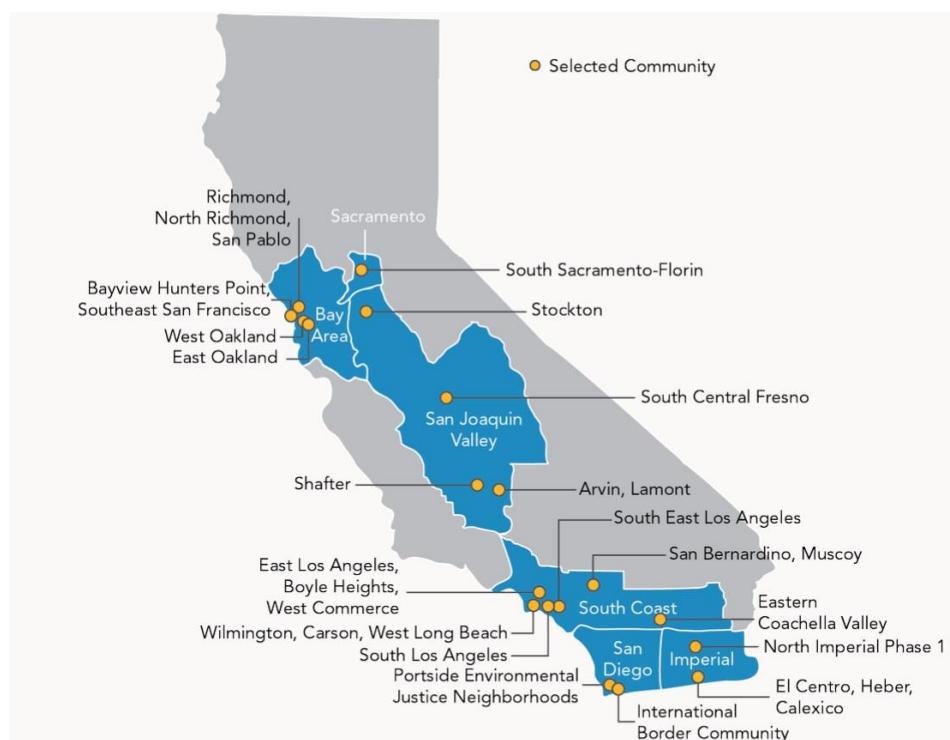 Selected Community
Richmond,
North Richmond,
San Pablo
Sacramento
South Sacramento-Florin
Bayview Hunters Point,
Southeast San Francisco
Stockton
Bay
Area
West Oakland
East Oakland
South Central Fresno
San Joaquin
Valley
Shafter
Arvin, Lamont
South East Los Angeles
San Bernardino, Muscoy
East Los Angeles,
Boyle Heights,
West Commerce
South Coast
Eastern
Coachella Valley
Wilmington, Carson, West Long Beach
South Los Angeles
San
Diego
Imperial
North Imperial Phase 1
Portside Environmental
Justice Neighborhoods
El Centro, Heber,
Calexico
International
Border Community